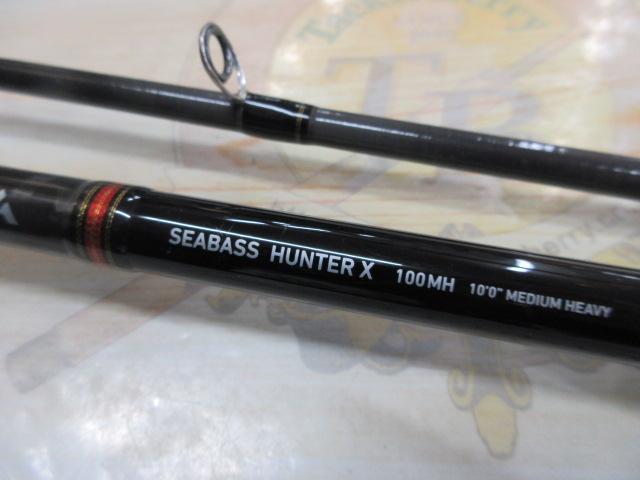 SEABASS HUNTER X 100MH 10'0" MEDIUM HEAVY